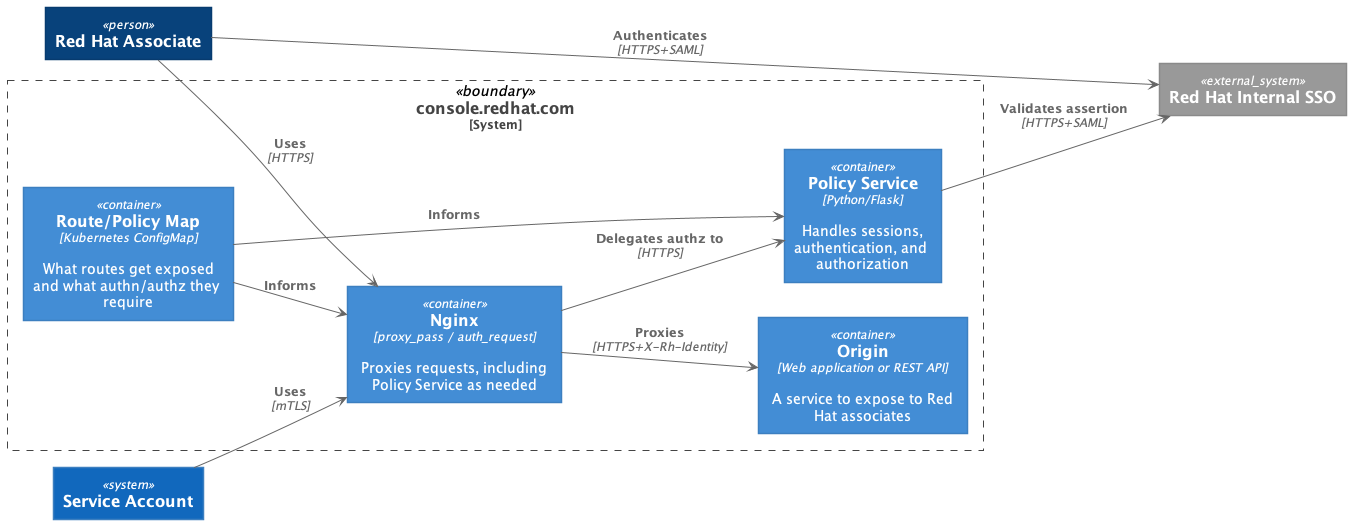 «person»
Red Hat Associate
Authenticates
[HTTPS+SAML]
«external_system»
Red Hat Internal SSO
«boundary»
console.redhat.com
[System]
Validates assertion
[HTTPS+SAML]
Uses
[HTTPS]
«container»
Policy Service
[Python/Flask]
Handles sessions,
authentication, and
authorization
«container»
Route/Policy Map
[Kubernetes ConfigMap]
What routes get exposed
and what authn/authz they
require
Informs
Delegates authz to
[HTTPS]
Informs
«container»
Nginx
[proxy_pass / auth_request]
Proxies requests, including
Policy Service as needed
Proxies
[HTTPS+X-Rh-Identity]
«container»
Origin
[Web application or REST API]
A service to expose to Red
Hat associates
Uses
[mTLS]
«system»
Service Account